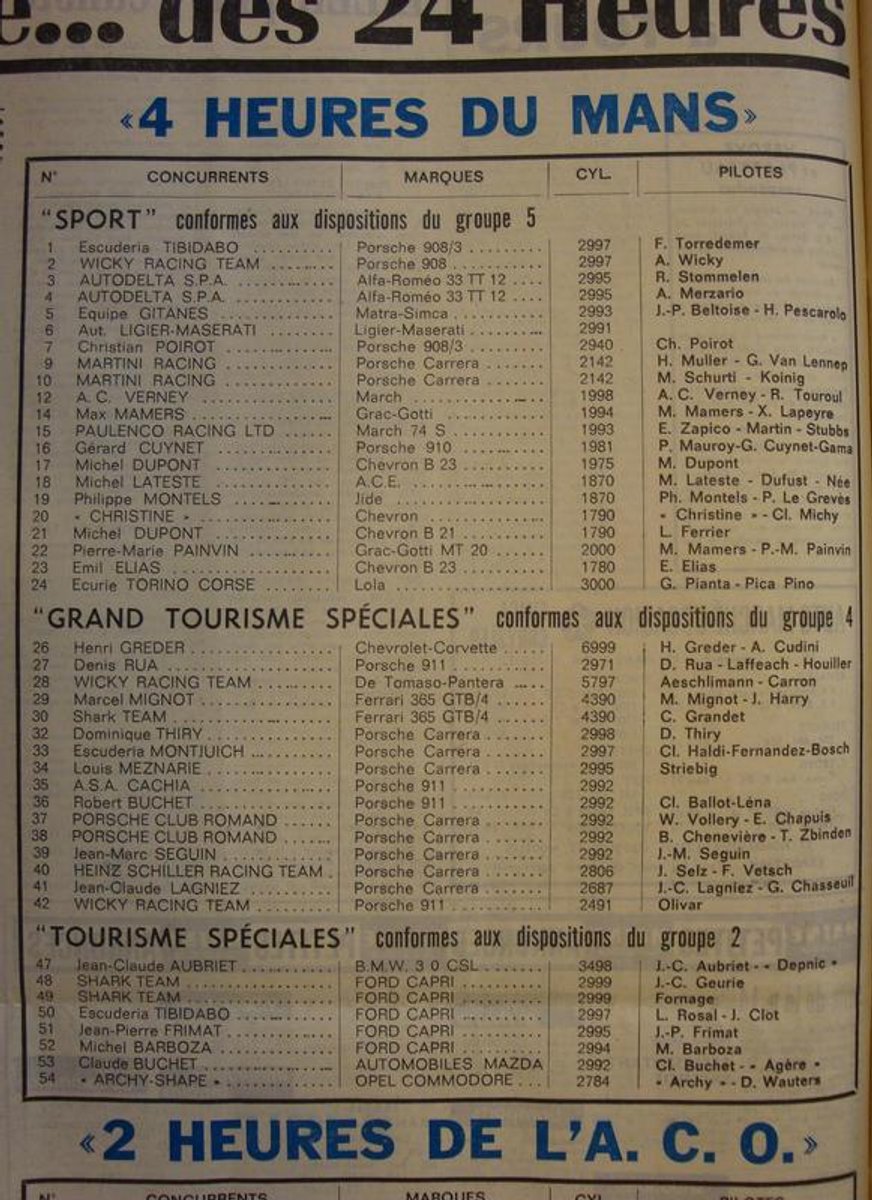 e... des 24 Heures
«4 HEURES DU MANS»
N° CONCURRENTS MARQUES CYL. PILOTES
"SPORT" conformes aux dispositions du groupe 5
1 Escuderia TIBIDABO .......... Porsche 908/3 ......... 2997 F. Torredemer
2 WICKY RACING TEAM ........ Porsche 908 ........... 2997 A. Wicky
3 AUTODELTA S.P.A. ............ Alfa-Roméo 33 TT 12 .... 2995 R. Stommelen
4 AUTODELTA S.P.A. ............ Alfa-Roméo 33 TT 12 .... 2995 A. Merzario
5 Equipe GITANES .............. Matra-Simca ............ 2993 J.-P. Beltoise - H. Pescarolo
6 Aut. LIGIER-MASERATI ........ Ligier-Maserati ......... 2991
7 Christian POIROT ............. Porsche 908/3 ......... 2940 Ch. Poirot
9 MARTINI RACING .............. Porsche Carrera ....... 2142 H. Muller - G. Van Lennep
10 MARTINI RACING .............. Porsche Carrera ....... 2142 M. Schurti - Koinig
12 A. C. VERNEY ................. March ................. 1998 A. C. Verney - R. Touroul
14 Max MAMERS ................. Grac-Gotti ............ 1994 M. Mamers - X. Lapeyre
15 PAULENCO RACING LTD ...... March 74 S ............ 1993 E. Zapico - Martin - Stubbs
16 Gérard CUYNET .............. Porsche 910 ........... 1981 P. Mauroy-G. Cuynet-Gama
17 Michel DUPONT .............. Chevron B 23 .......... 1975 M. Dupont
18 Michel LATESTE .............. A.C.E. ................ 1870 M. Lateste - Dufust - Née
19 Philippe MONTELS ............ Jide .................. 1870 Ph. Montels - P. Le Grevès
20 « CHRISTINE » ................ Chevron ............... 1790 « Christine » - Cl. Michy
21 Michel DUPONT .............. Chevron B 21 .......... 1790 L. Ferrier
22 Pierre-Marie PAINVIN .......... Grac-Gotti MT 20 ...... 2000 M. Mamers - P.-M. Painvin
23 Emil ELIAS ................... Chevron B 23 .......... 1780 E. Elias
24 Ecurie TORINO CORSE ........ Lola .................. 3000 G. Pianta - Pica Pino
"GRAND TOURISME SPÉCIALES" conformes aux dispositions du groupe 4
26 Henri GREDER ................. Chevrolet-Corvette ..... 6999 H. Greder - A. Cudini
27 Denis RUA .................... Porsche 911 ........... 2971 D. Rua - Laffeach - Houiller
28 WICKY RACING TEAM ......... De Tomaso-Pantera ..... 5797 Aeschlimann - Carron
29 Marcel MIGNOT ............... Ferrari 365 GTB/4 ...... 4390 M. Mignot - J. Harry
30 Shark TEAM ................... Ferrari 365 GTB/4 ...... 4390 C. Grandet
32 Dominique THIRY .............. Porsche Carrera ....... 2998 D. Thiry
33 Escuderia MONTJUICH ......... Porsche Carrera ....... 2997 Cl. Haldi-Fernandez-Bosch
34 Louis MEZNARIE ............... Porsche Carrera ....... 2995 Striebig
35 A.S.A. CACHIA ................ Porsche 911 ........... 2992
36 Robert BUCHET ................ Porsche 911 ........... 2992 Cl. Ballot-Léna
37 PORSCHE CLUB ROMAND ...... Porsche Carrera ....... 2992 W. Vollery - E. Chapuis
38 PORSCHE CLUB ROMAND ...... Porsche Carrera ....... 2992 B. Chenevière - T. Zbinden
39 Jean-Marc SEGUIN ............. Porsche Carrera ....... 2992 J.-M. Seguin
40 HEINZ SCHILLER RACING TEAM . Porsche Carrera ....... 2806 J. Selz - F. Vetsch
41 Jean-Claude LAGNIEZ .......... Porsche Carrera ....... 2687 J.-C. Lagniez - G. Chasseuil
42 WICKY RACING TEAM ......... Porsche 911 ........... 2491 Olivar
"TOURISME SPÉCIALES" conformes aux dispositions du groupe 2
47 Jean-Claude AUBRIET ........... B.M.W. 3 0 CSL ....... 3498 J.-C. Aubriet - « Depnic »
48 SHARK TEAM .................. FORD CAPRI .......... 2999 J.-C. Geurie
49 SHARK TEAM .................. FORD CAPRI .......... 2999 Fornage
50 Escuderia TIBIDABO ............ FORD CAPRI .......... 2997 L. Rosal - J. Clot
51 Jean-Pierre FRIMAT ............. FORD CAPRI .......... 2995 J.-P. Frimat
52 Michel BARBOZA .............. FORD CAPRI .......... 2994 M. Barboza
53 Claude BUCHET ................ AUTOMOBILES MAZDA 2992 Cl. Buchet - « Agère »
54 « ARCHY-SHAPE » .............. OPEL COMMODORE ... 2784 « Archy » - D. Wauters
«2 HEURES DE L'A. C. O.»
N° CONCURRENTS MARQUES CYL. PILOTES